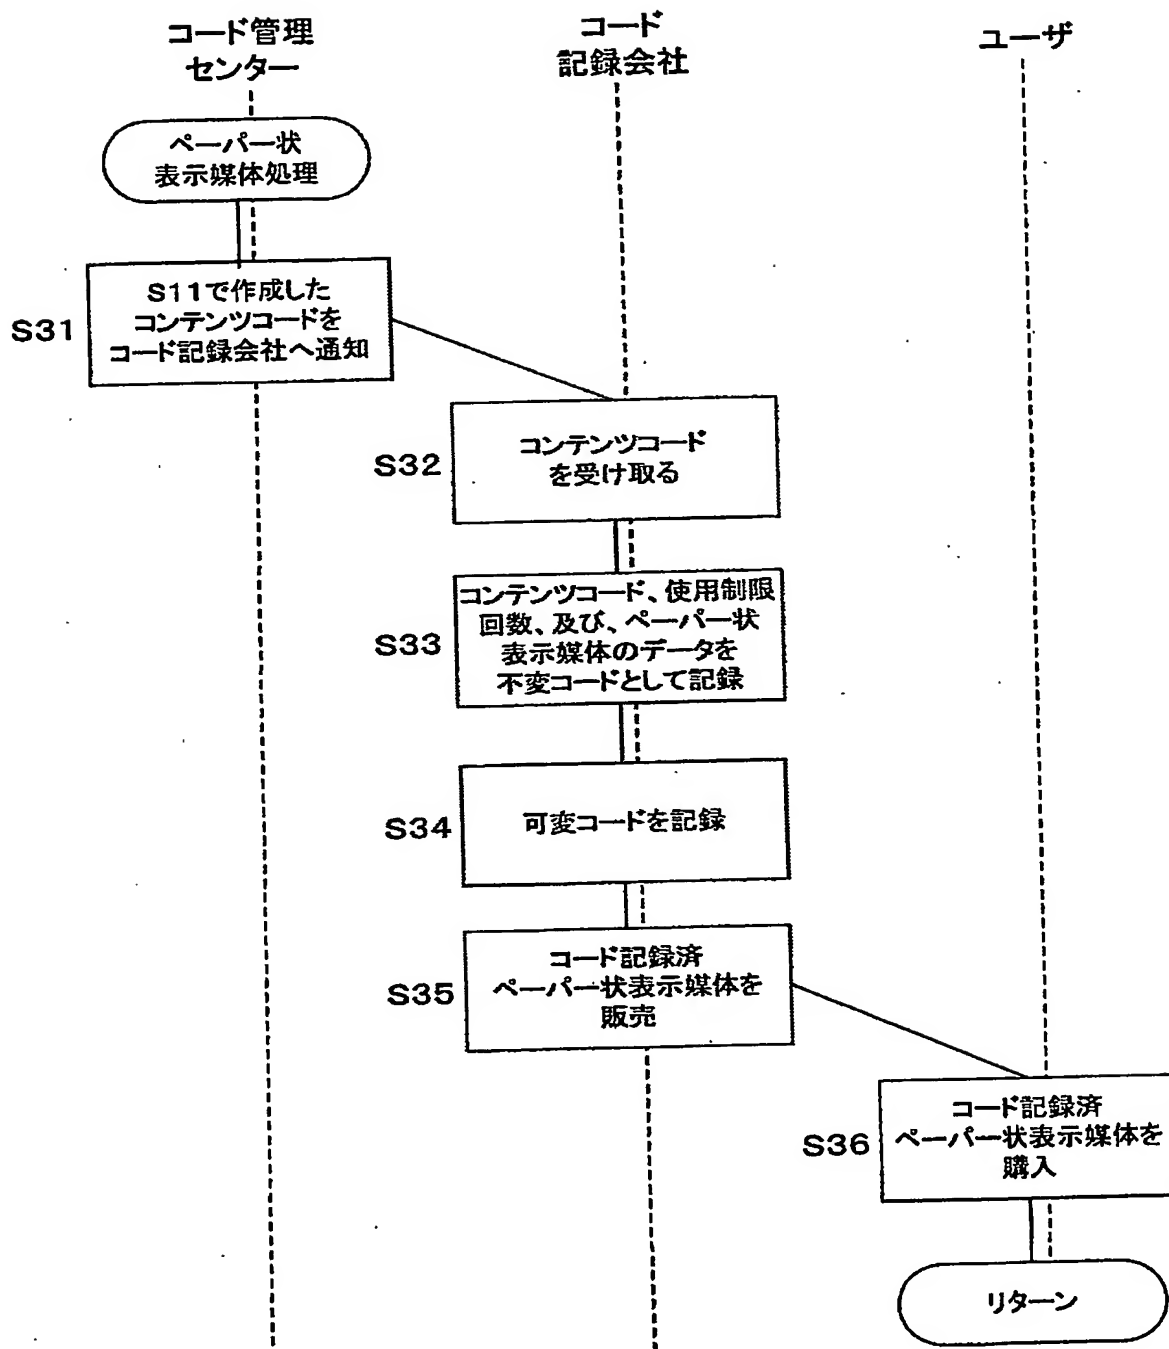 コード管理
センター
コード
記録会社
ユーザ
ペーパー状
表示媒体処理
S31
S11で作成した
コンテンツコードを
コード記録会社へ通知
S32
コンテンツコード
を受け取る
S33
コンテンツコード、使用制限
回数、及び、ペーパー状
表示媒体のデータを
不変コードとして記録
S34
可変コードを記録
S35
コード記録済
ペーパー状表示媒体を
販売
S36
コード記録済
ペーパー状表示媒体を
購入
リターン